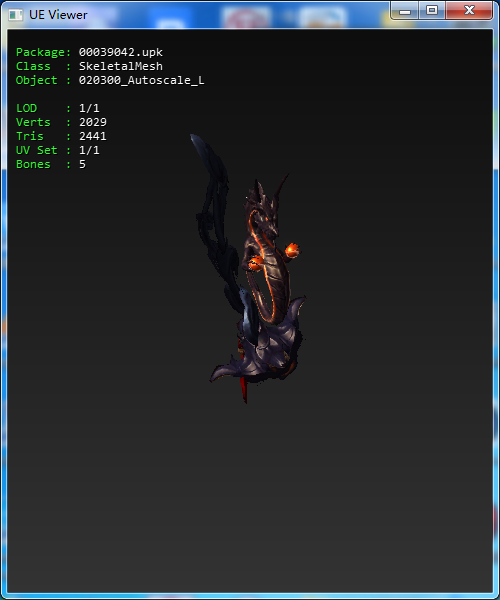 UE Viewer
Package: 00039042.upk
Class : SkeletalMesh
Object : 020300_Autoscale_L
LOD : 1/1
Verts : 2029
Tris : 2441
UV Set : 1/1
Bones : 5